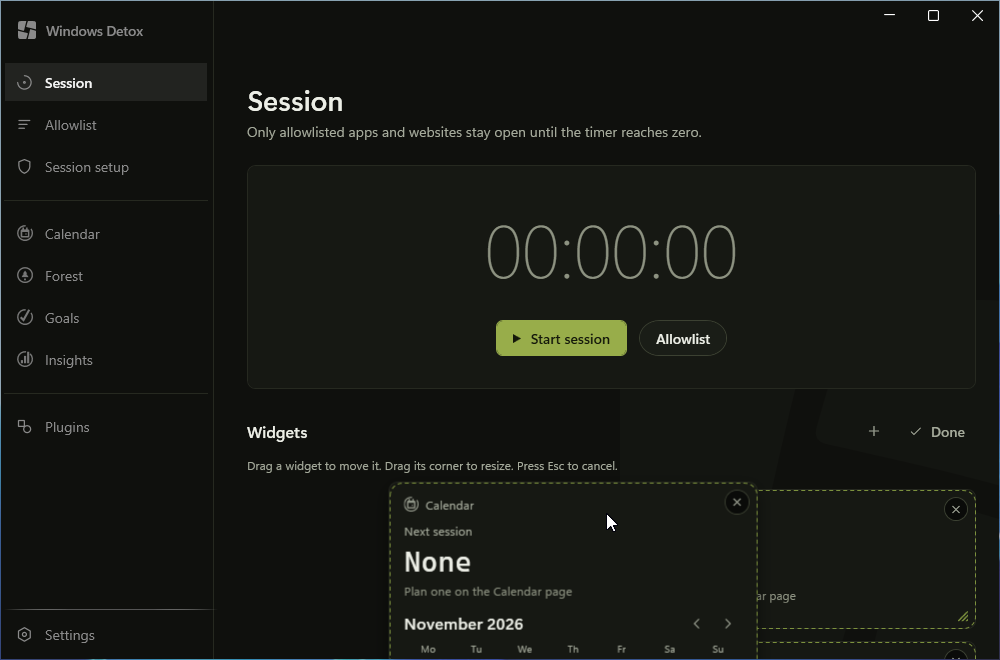 Windows Detox
Session
Allowlist
Session setup
Calendar
Forest
Goals
Insights
Plugins
Settings
Session
Only allowlisted apps and websites stay open until the timer reaches zero.
00:00:00
Start session
Allowlist
Widgets
Done
Drag a widget to move it. Drag its corner to resize. Press Esc to cancel.
Calendar
Next session
None
Plan one on the Calendar page
page
November 2026
Mo Tu We Th Fr Sa Su